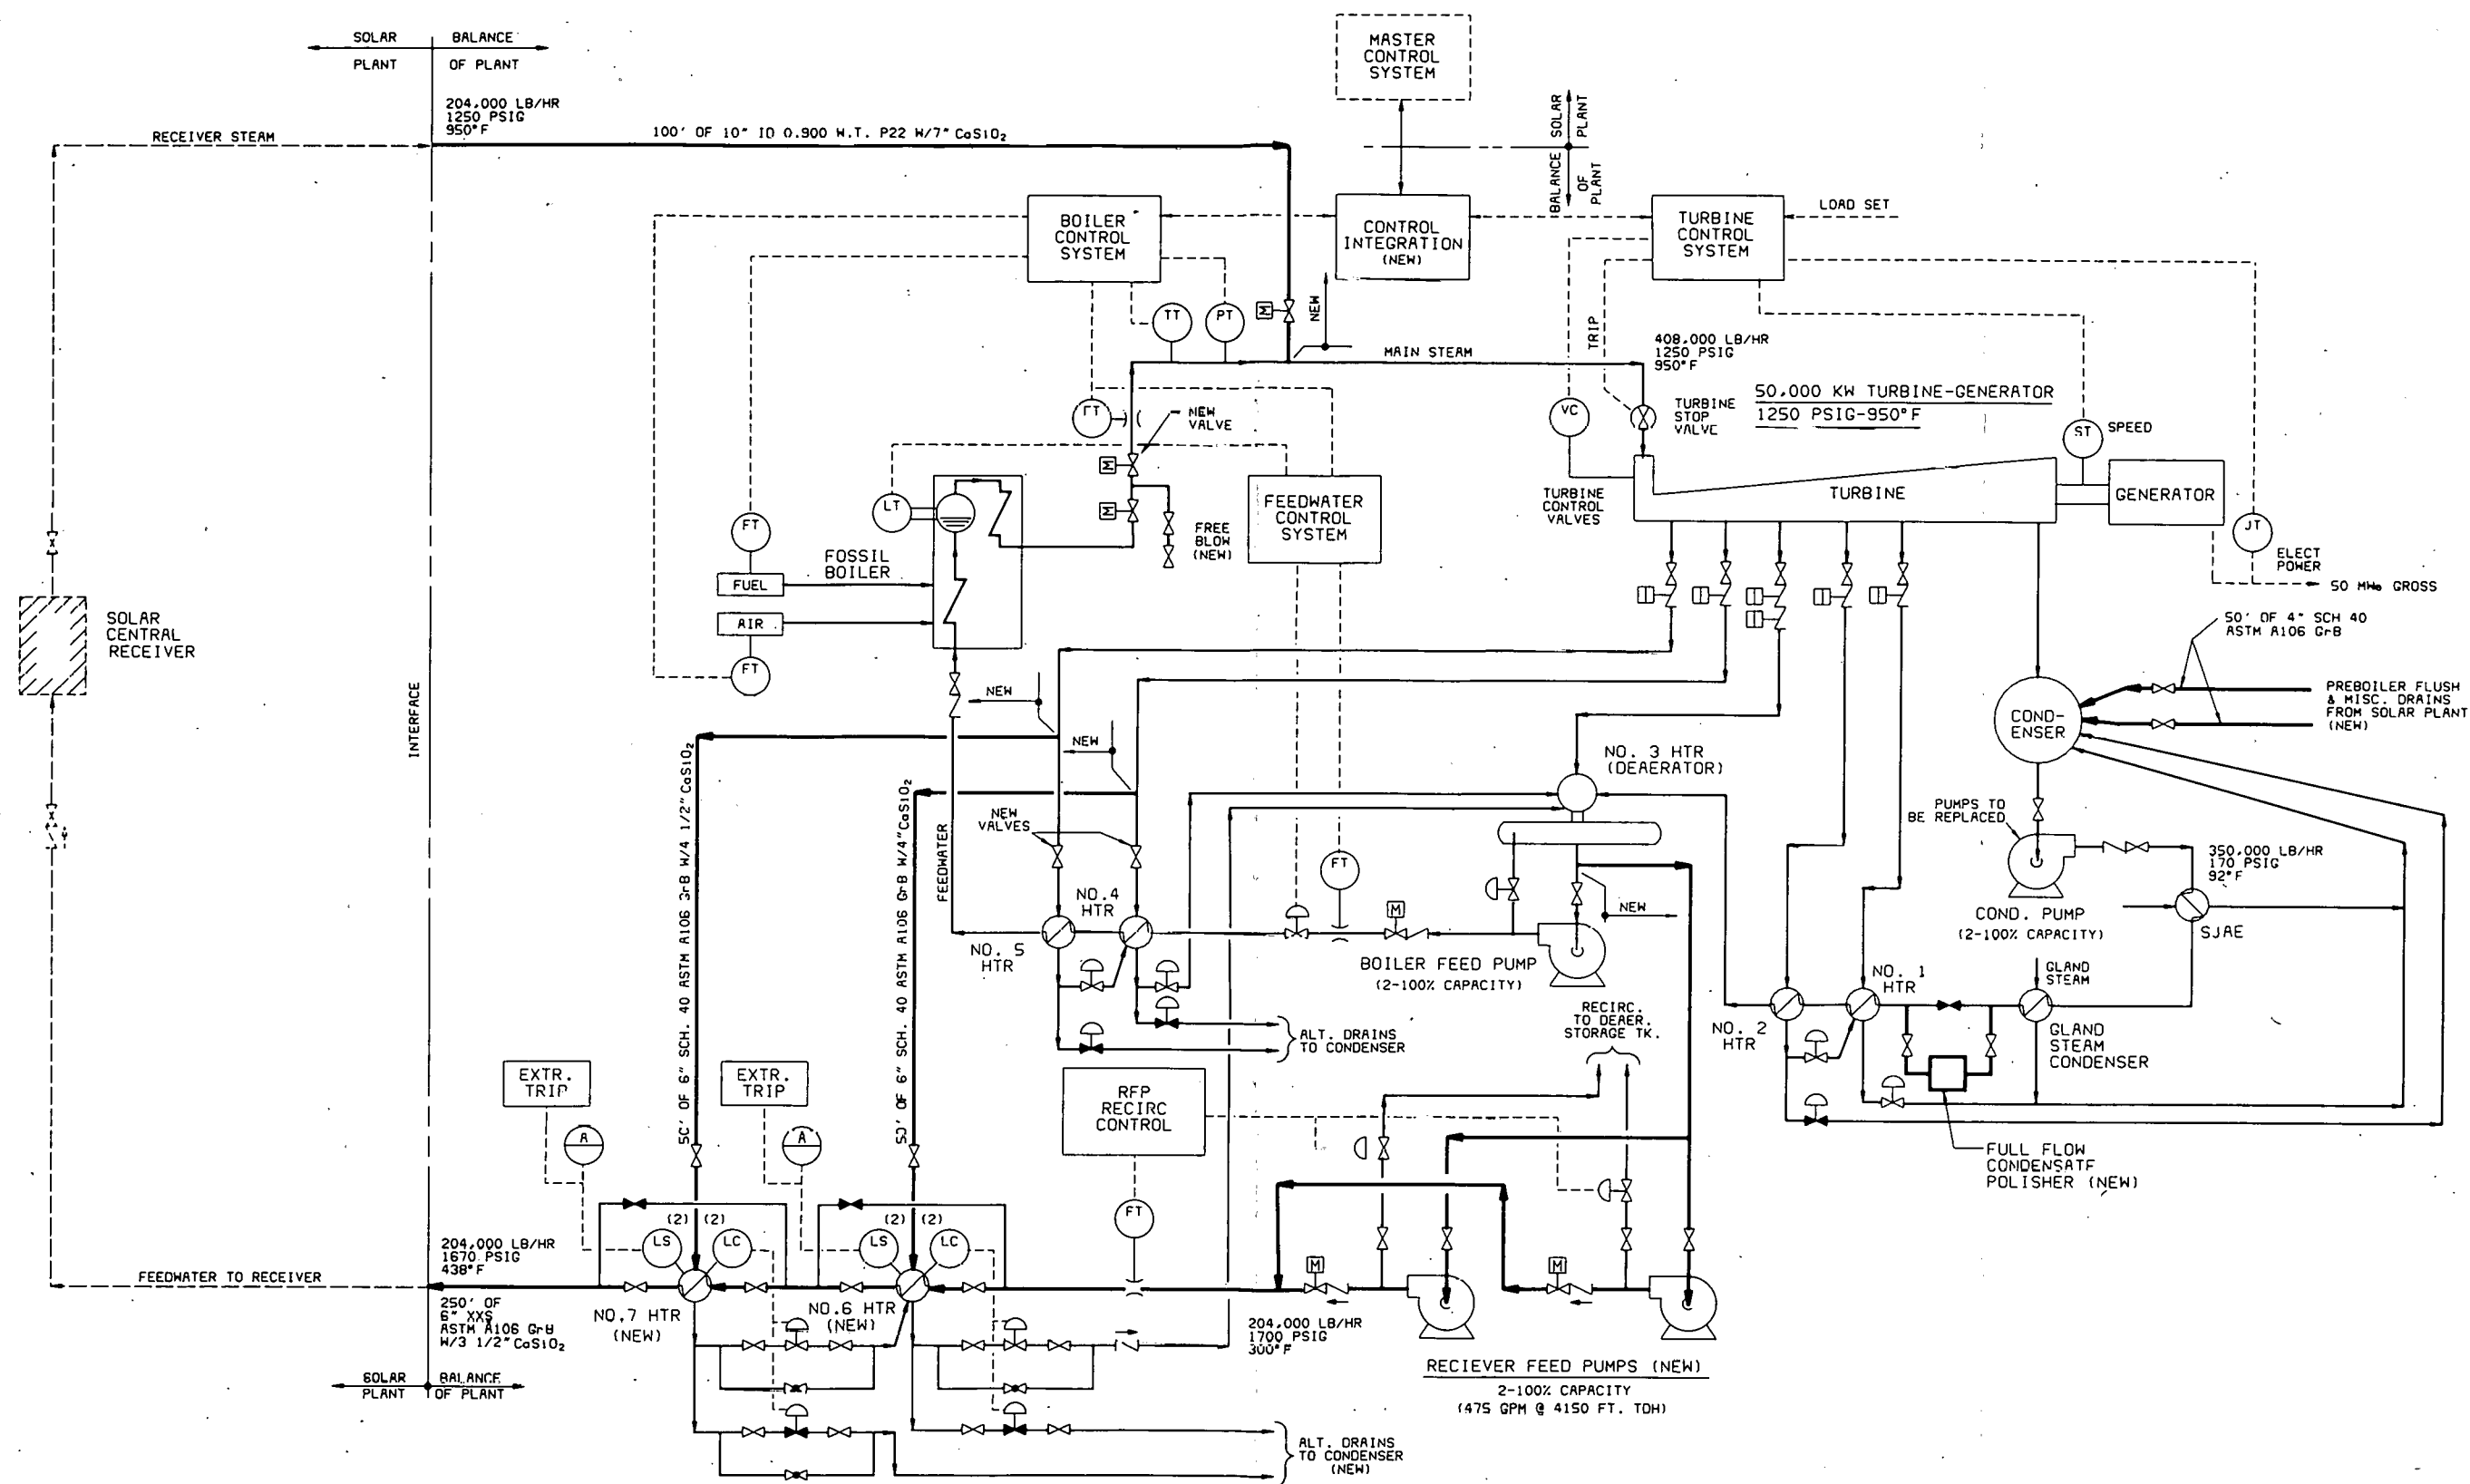 SOLAR
PLANT
BALANCE
OF PLANT
204,000 LB/HR
1250 PSIG
950°F
RECEIVER STEAM
100' OF 10" ID 0.900 W.T. P22 W/7" CaSiO₂
MASTER
CONTROL
SYSTEM
SOLAR
PLANT
BALANCE
OF
PLANT
BOILER
CONTROL
SYSTEM
CONTROL
INTEGRATION
(NEW)
TURBINE
CONTROL
SYSTEM
LOAD SET
TT
PT
M
NEW
MAIN STEAM
TRIP
408,000 LB/HR
1250 PSIG
950°F
50,000 KW TURBINE-GENERATOR
1250 PSIG-950°F
FT
NEW
VALVE
VC
TURBINE
STOP
VALVE
ST
SPEED
M
M
LT
FREE
BLOW
(NEW)
FEEDWATER
CONTROL
SYSTEM
TURBINE
CONTROL
VALVES
TURBINE
GENERATOR
JT
ELECT
POWER
50 MWe GROSS
FT
FOSSIL
BOILER
FUEL
AIR
FT
SOLAR
CENTRAL
RECEIVER
INTERFACE
50' OF 4" SCH 40
ASTM A106 GrB
PREBOILER FLUSH
& MISC. DRAINS
FROM SOLAR PLANT
(NEW)
COND-
ENSER
NEW
NEW
NO. 3 HTR
(DEAERATOR)
NEW
VALVES
FEEDWATER
50' OF 6" SCH. 40 ASTM A106 GrB W/4 1/2" CaSiO₂
50' OF 6" SCH. 40 ASTM A106 GrB W/4" CaSiO₂
PUMPS TO
BE REPLACED
350,000 LB/HR
170 PSIG
92°F
COND. PUMP
(2-100% CAPACITY)
SJAE
NO. 4
HTR
NO. 5
HTR
FT
M
NEW
BOILER FEED PUMP
(2-100% CAPACITY)
NO. 1
HTR
GLAND
STEAM
NO. 2
HTR
GLAND
STEAM
CONDENSER
ALT. DRAINS
TO CONDENSER
RECIRC.
TO DEAER.
STORAGE TK.
EXTR.
TRIP
EXTR.
TRIP
RFP
RECIRC
CONTROL
A
A
FULL FLOW
CONDENSATE
POLISHER (NEW)
FT
(2)
(2)
(2)
(2)
LS
LC
LS
LC
M
M
204,000 LB/HR
1670 PSIG
438°F
FEEDWATER TO RECEIVER
250' OF
6" XXS
ASTM A106 GrB
W/3 1/2" CaSiO₂
NO.7 HTR
(NEW)
NO.6 HTR
(NEW)
204,000 LB/HR
1700 PSIG
300°F
RECIEVER FEED PUMPS (NEW)
2-100% CAPACITY
(475 GPM @ 4150 FT. TDH)
SOLAR
PLANT
BALANCE
OF PLANT
ALT. DRAINS
TO CONDENSER
(NEW)